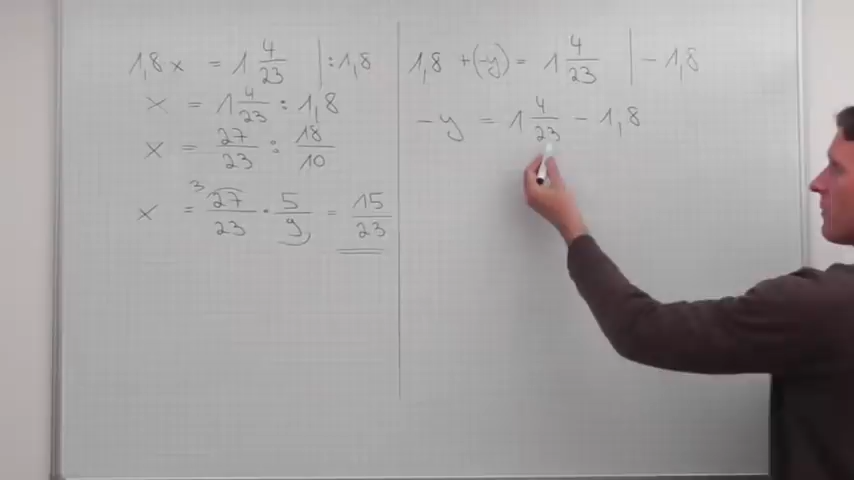 1,8 x = 1 4/23 | : 1,8
x = 1 4/23 : 1,8
x = 27/23 : 18/10
x = 3 27/23 · 5/9 = 15/23
1,8 + (-y) = 1 4/23 | - 1,8
- y = 1 4/23 - 1,8